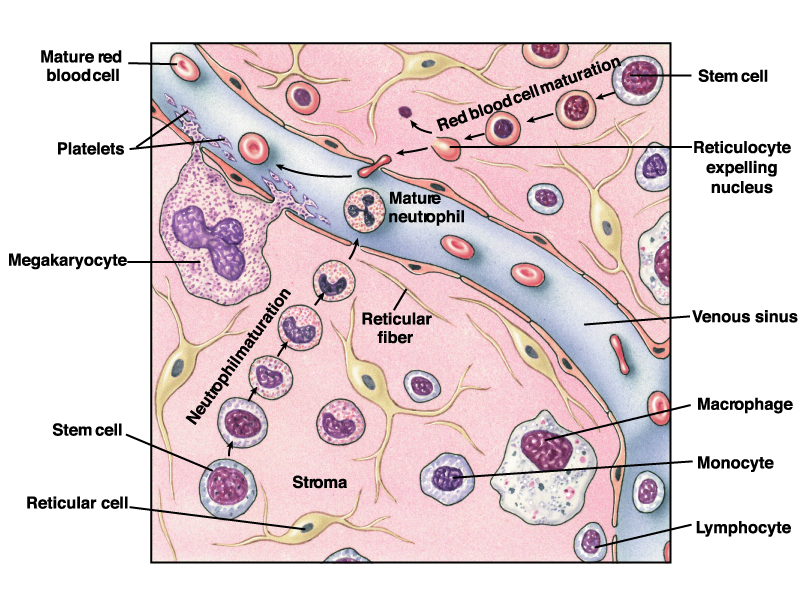 Mature red
blood cell
Platelets
Megakaryocyte
Stem cell
Reticular cell
Red blood cell maturation
Mature
neutrophil
Reticular
fiber
Neutrophil maturation
Stroma
Stem cell
Reticulocyte
expelling
nucleus
Venous sinus
Macrophage
Monocyte
Lymphocyte